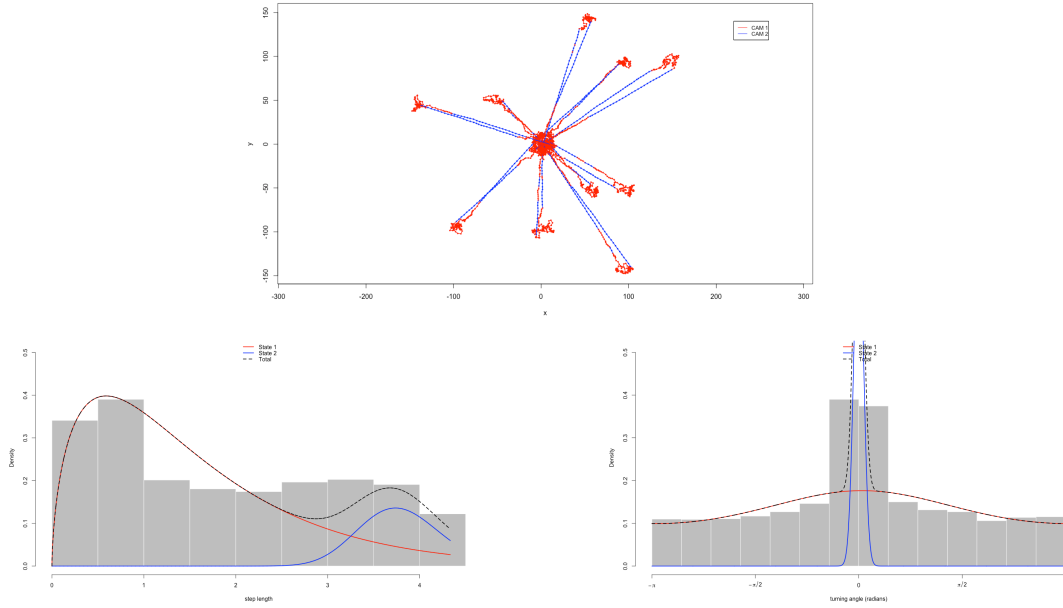 150
100
50
0
-50
-100
-150
y
CAM 1
CAM 2
-300
-200
-100
0
100
200
300
x
State 1
State 2
Total
0.5
0.4
0.3
0.2
0.1
0.0
Density
0
1
2
3
4
step length
State 1
State 2
Total
0.5
0.4
0.3
0.2
0.1
0.0
Density
-π
-π/2
0
π/2
turning angle (radians)